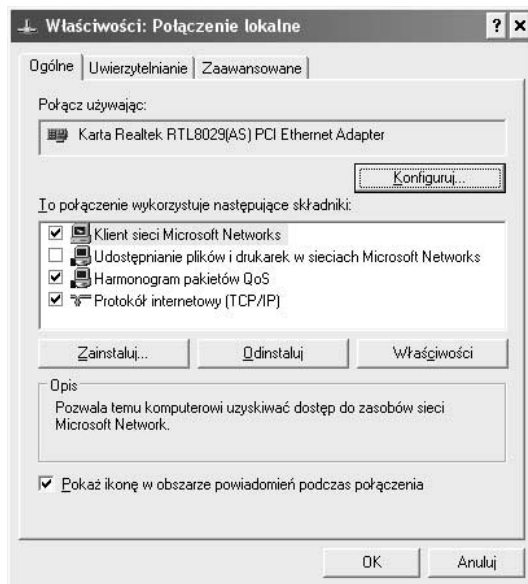 Właściwości: Połączenie lokalne
Ogólne Uwierzytelnianie Zaawansowane
Połącz używając:
Karta Realtek RTL8029(AS) PCI Ethernet Adapter
Konfiguruj...
To połączenie wykorzystuje następujące składniki:
Klient sieci Microsoft Networks
Udostępnianie plików i drukarek w sieciach Microsoft Networks
Harmonogram pakietów QoS
Protokół internetowy (TCP/IP)
Zainstaluj... Odinstaluj Właściwości
Opis
Pozwala temu komputerowi uzyskiwać dostęp do zasobów sieci
Microsoft Network.
Pokaż ikonę w obszarze powiadomień podczas połączenia
OK Anuluj